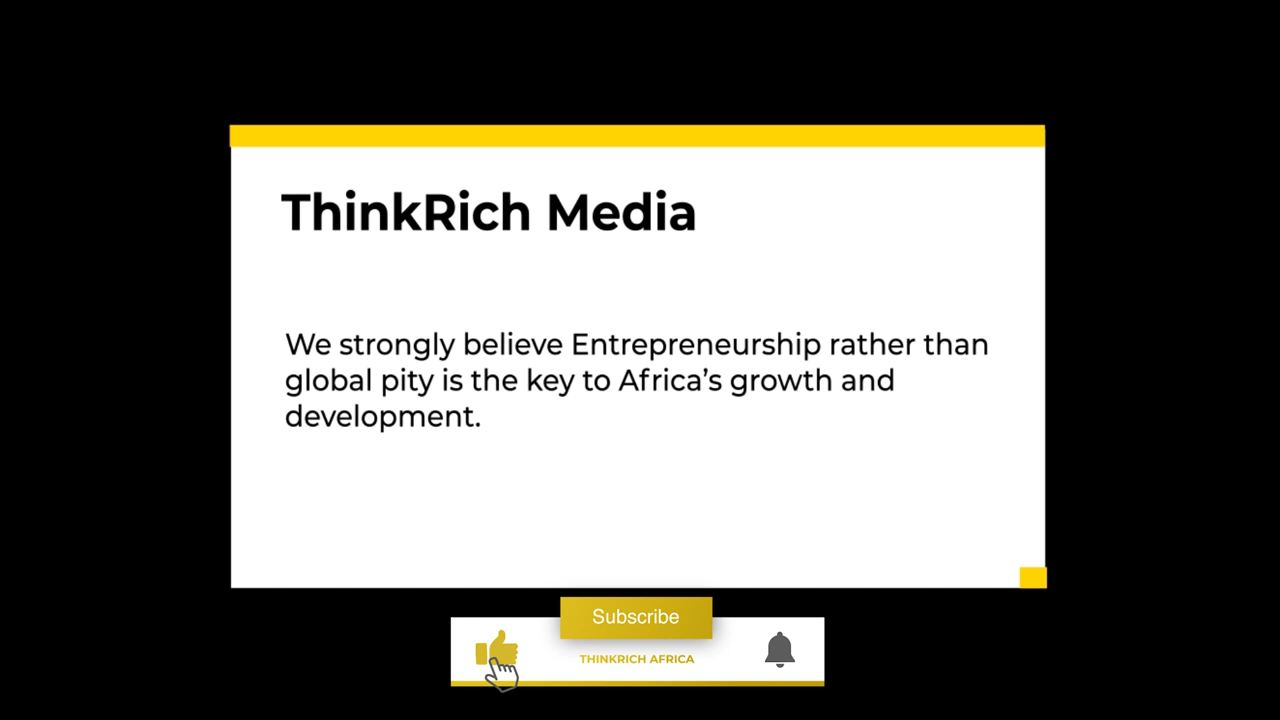 ThinkRich Media
We strongly believe Entrepreneurship rather than
global pity is the key to Africa’s growth and
development.
Subscribe
THINKRICH AFRICA